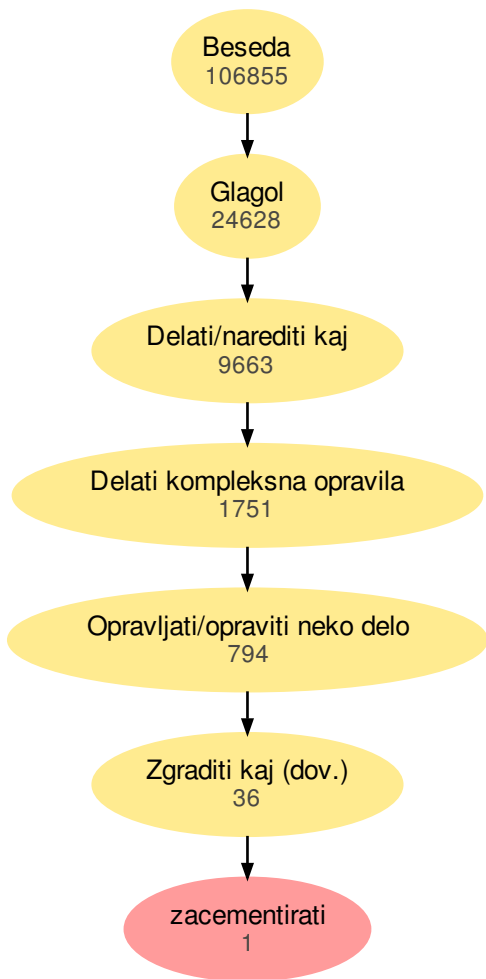 Beseda
106855
Glagol
24628
Delati/narediti kaj
9663
Delati kompleksna opravila
1751
Opravljati/opraviti neko delo
794
Zgraditi kaj (dov.)
36
zacementirati
1